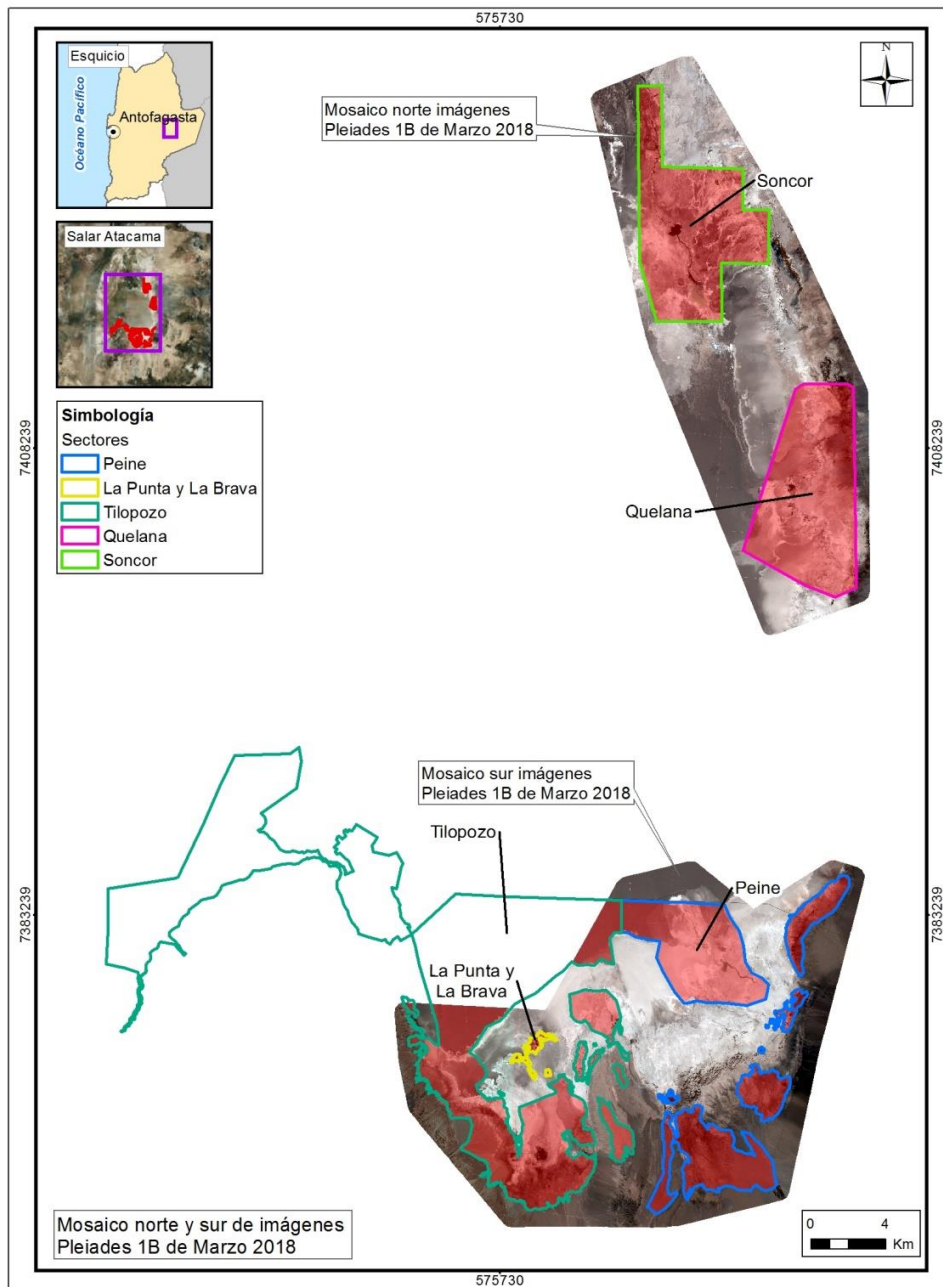 575730
Esquicio
Océano Pacífico
Antofagasta
N
Mosaico norte imágenes
Pleiades 1B de Marzo 2018
Soncor
Salar Atacama
Simbología
Sectores
Peine
La Punta y La Brava
Tilopozo
Quelana
Soncor
7408239
7408239
Quelana
Mosaico sur imágenes
Pleiades 1B de Marzo 2018
Tilopozo
Peine
7383239
7383239
La Punta y
La Brava
Mosaico norte y sur de imágenes
Pleiades 1B de Marzo 2018
0 4
Km
575730